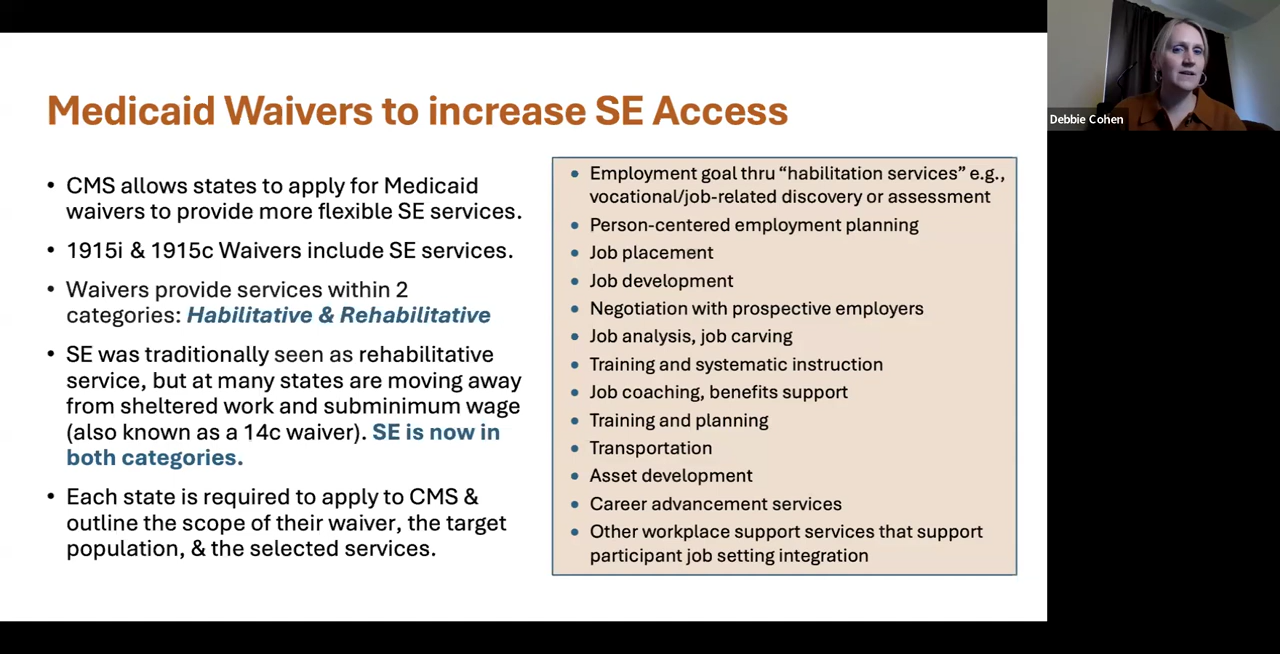 Medicaid Waivers to increase SE Access
• CMS allows states to apply for Medicaid
waivers to provide more flexible SE services.
• 1915i & 1915c Waivers include SE services.
• Waivers provide services within 2
categories: Habilitative & Rehabilitative
• SE was traditionally seen as rehabilitative
service, but at many states are moving away
from sheltered work and subminimum wage
(also known as a 14c waiver). SE is now in
both categories.
• Each state is required to apply to CMS &
outline the scope of their waiver, the target
population, & the selected services.
• Employment goal thru “habilitation services” e.g.,
vocational/job-related discovery or assessment
• Person-centered employment planning
• Job placement
• Job development
• Negotiation with prospective employers
• Job analysis, job carving
• Training and systematic instruction
• Job coaching, benefits support
• Training and planning
• Transportation
• Asset development
• Career advancement services
• Other workplace support services that support
participant job setting integration
Debbie Cohen